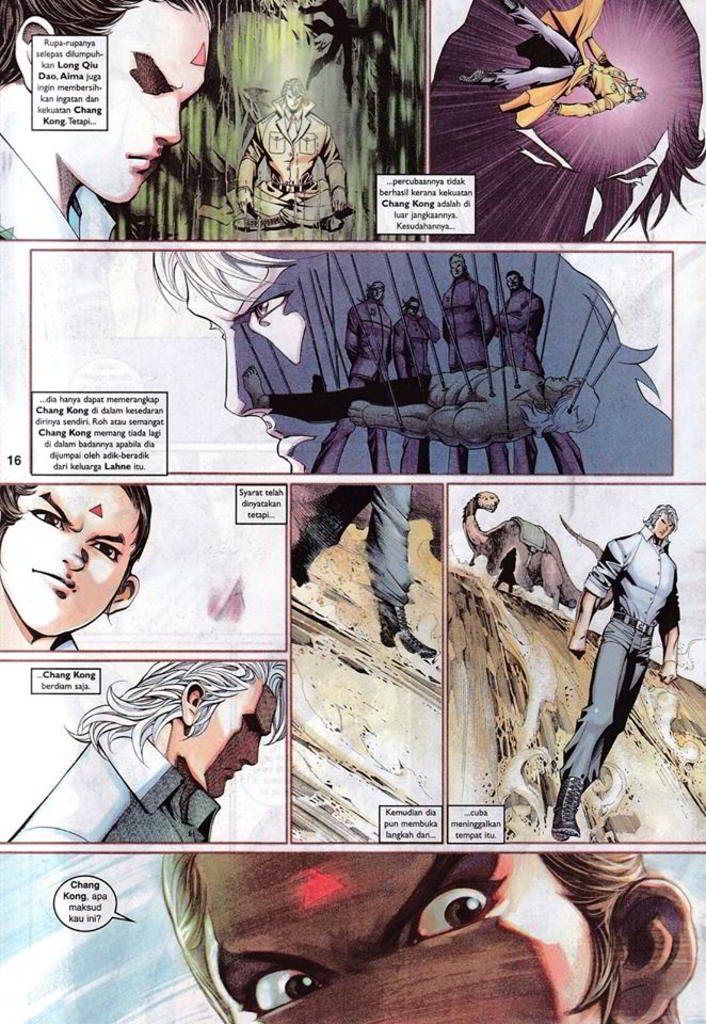 Rupa-rupanya
selepas dilumpuh-
kan Long Qiu
Dao, Aima juga
ingin membersih-
kan ingatan dan
kekuatan Chang
Kong. Tetapi...
...percubaannya tidak
berhasil kerana kekuatan
Chang Kong adalah di
luar jangkaannya.
Kesudahannya...
...dia hanya dapat memerangkap
Chang Kong di dalam kesedaran
dirinya sendiri. Roh atau semangat
Chang Kong memang tiada lagi
di dalam badannya apabila dia
dijumpai oleh adik-beradik
dari keluarga Lahne itu.
16
Syarat telah
dinyatakan
tetapi...
...Chang Kong
berdiam saja.
Kemudian dia
pun membuka
langkah dan...
...cuba
meninggalkan
tempat itu.
Chang
Kong, apa
maksud
kau ini?